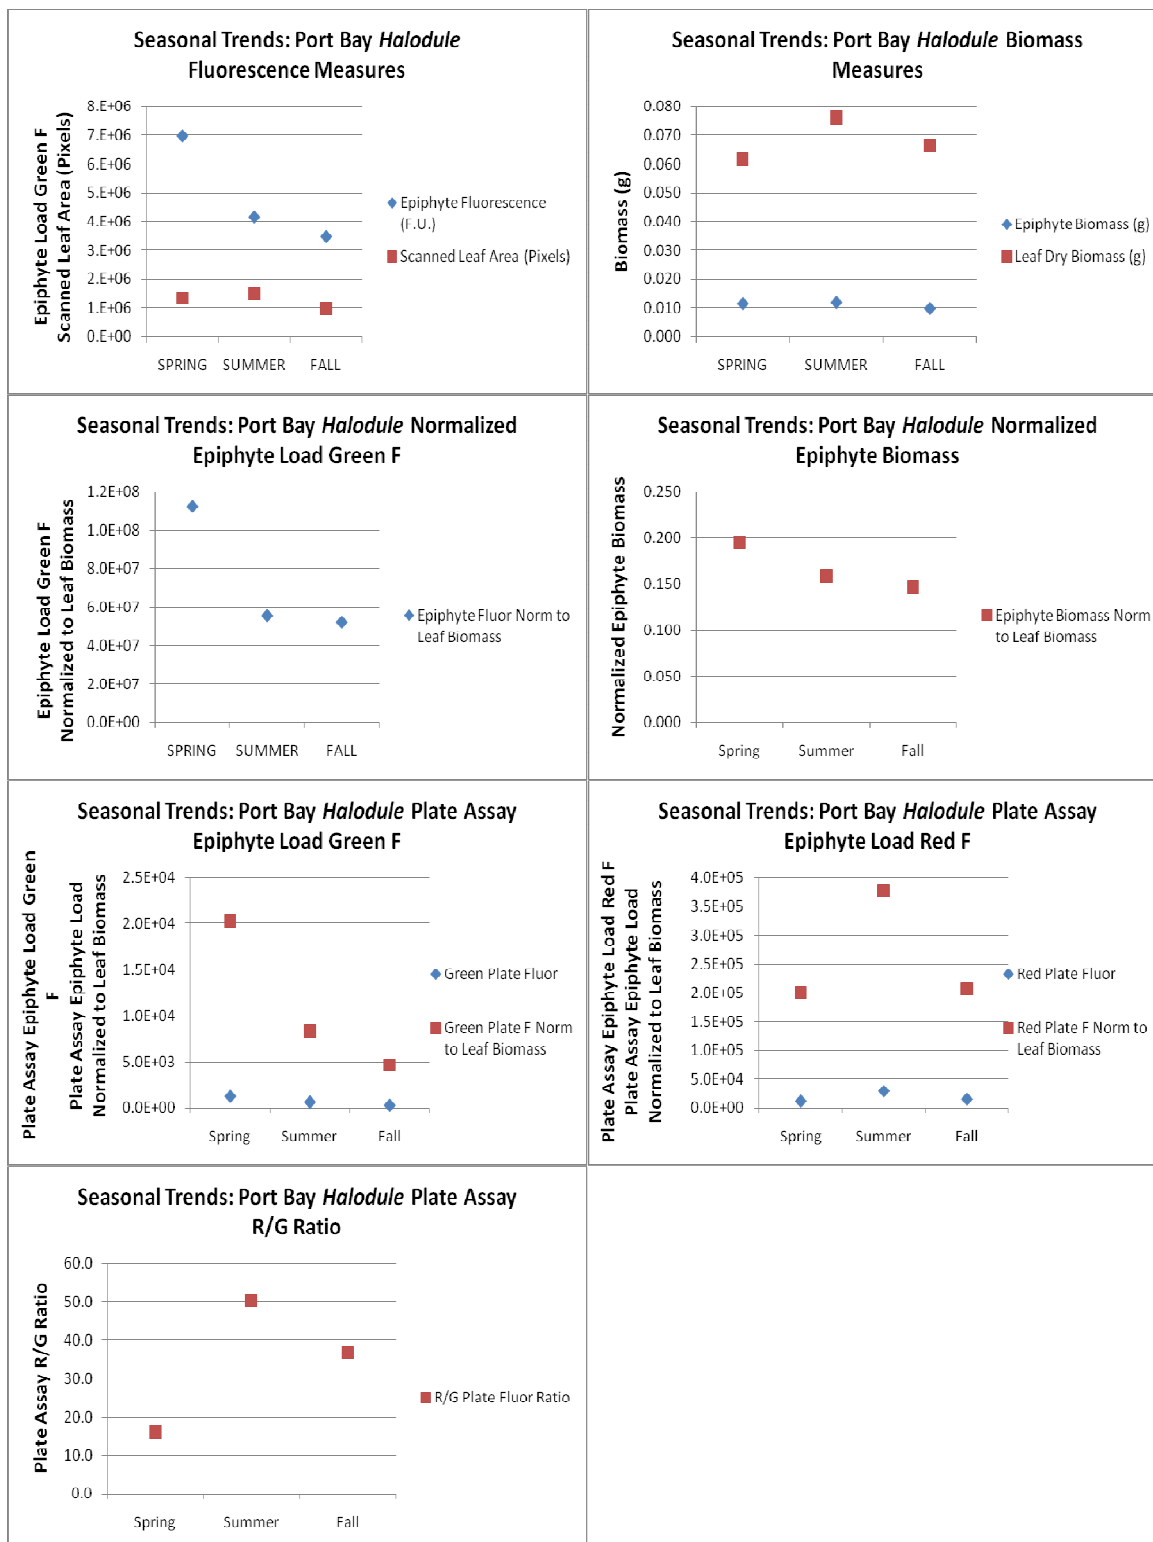 Seasonal Trends: Port Bay Halodule
Fluorescence Measures
Epiphyte Load Green F
Scanned Leaf Area (Pixels)
8.E+06
7.E+06
6.E+06
5.E+06
4.E+06
3.E+06
2.E+06
1.E+06
0.E+00
SPRING SUMMER FALL
Epiphyte Fluorescence
(F.U.)
Scanned Leaf Area (Pixels)
Seasonal Trends: Port Bay Halodule Biomass
Measures
Biomass (g)
0.080
0.070
0.060
0.050
0.040
0.030
0.020
0.010
0.000
SPRING SUMMER FALL
Epiphyte Biomass (g)
Leaf Dry Biomass (g)
Seasonal Trends: Port Bay Halodule Normalized
Epiphyte Load Green F
Epiphyte Load Green F
Normalized to Leaf Biomass
1.2E+08
1.0E+08
8.0E+07
6.0E+07
4.0E+07
2.0E+07
0.0E+00
SPRING SUMMER FALL
Epiphyte Fluor Norm to
Leaf Biomass
Seasonal Trends: Port Bay Halodule Normalized
Epiphyte Biomass
Normalized Epiphyte Biomass
0.250
0.200
0.150
0.100
0.050
0.000
Spring Summer Fall
Epiphyte Biomass Norm
to Leaf Biomass
Seasonal Trends: Port Bay Halodule Plate Assay
Epiphyte Load Green F
Plate Assay Epiphyte Load Green
F
Plate Assay Epiphyte Load
Normalized to Leaf Biomass
2.5E+04
2.0E+04
1.5E+04
1.0E+04
5.0E+03
0.0E+00
Spring Summer Fall
Green Plate Fluor
Green Plate F Norm
to Leaf Biomass
Seasonal Trends: Port Bay Halodule Plate Assay
Epiphyte Load Red F
Plate Assay Epiphyte Load Red F
Plate Assay Epiphyte Load
Normalized to Leaf Biomass
4.0E+05
3.5E+05
3.0E+05
2.5E+05
2.0E+05
1.5E+05
1.0E+05
5.0E+04
0.0E+00
Spring Summer Fall
Red Plate Fluor
Red Plate F Norm to
Leaf Biomass
Seasonal Trends: Port Bay Halodule Plate Assay
R/G Ratio
Plate Assay R/G Ratio
60.0
50.0
40.0
30.0
20.0
10.0
0.0
Spring Summer Fall
R/G Plate Fluor Ratio